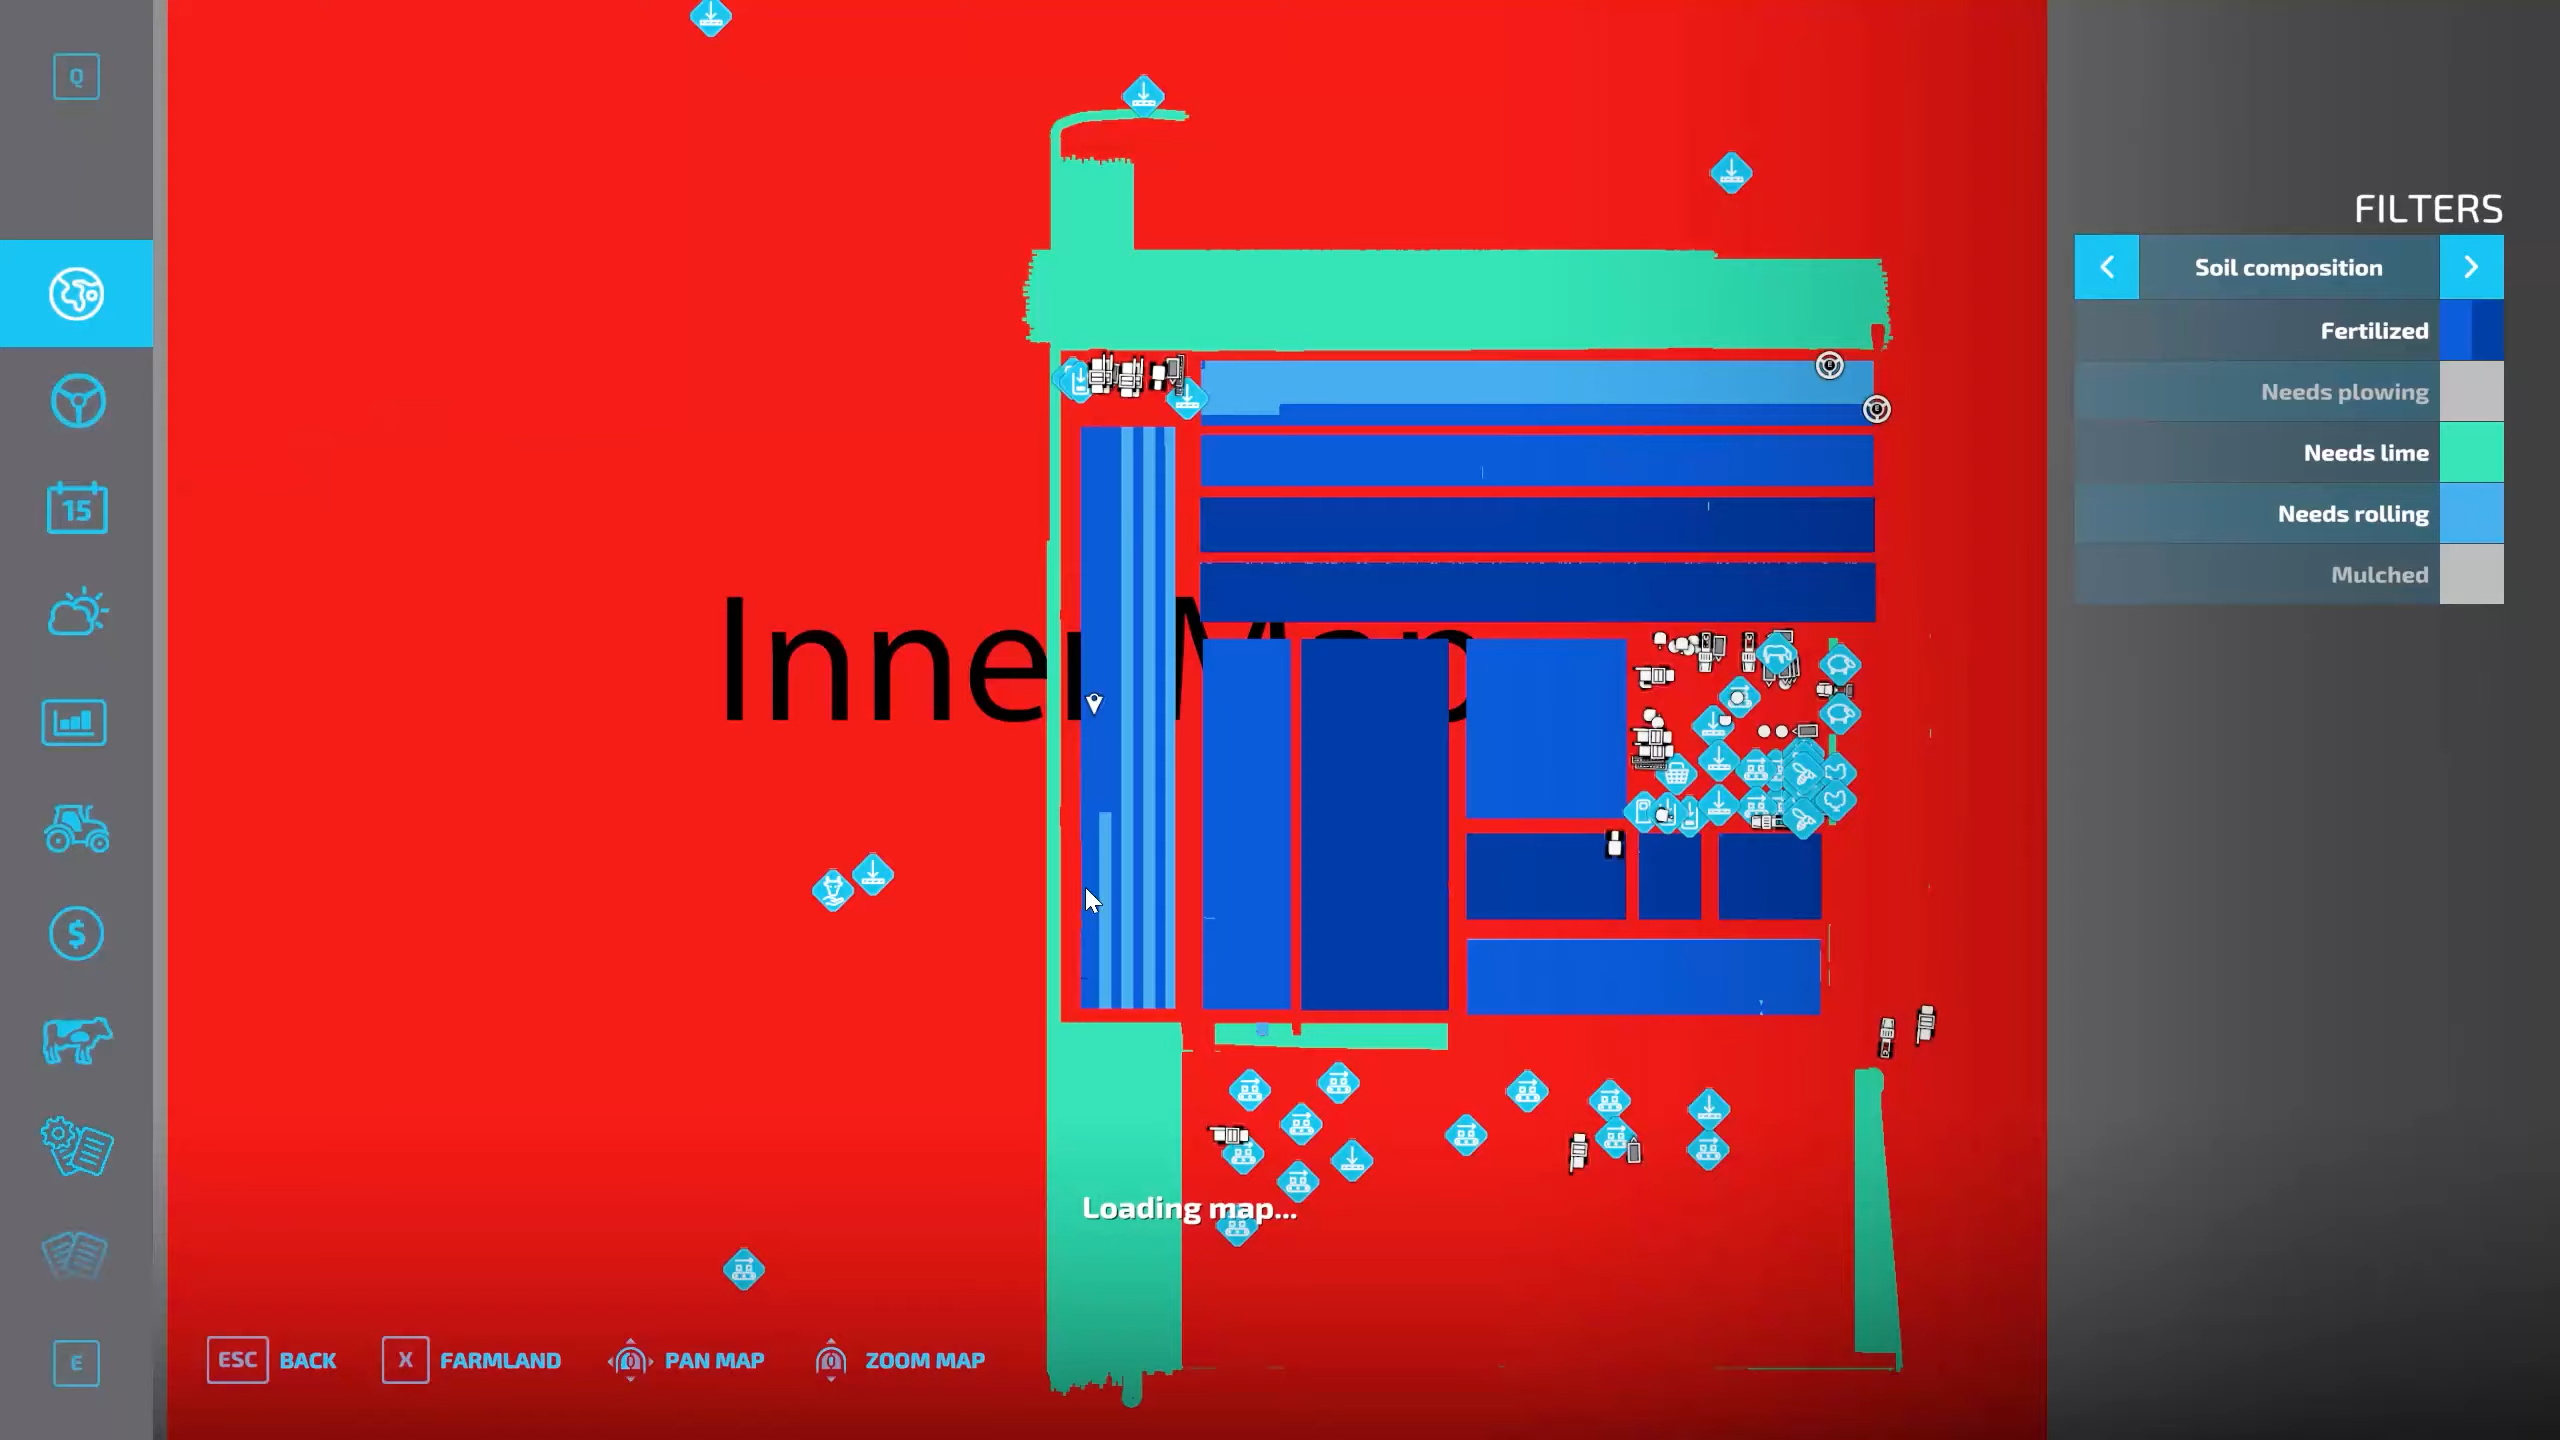 Q
FILTERS
Soil composition
Fertilized
Needs plowing
Needs lime
Needs rolling
Mulched
15
Inner Map
$
Loading map...
ESC BACK
X FARMLAND
PAN MAP
ZOOM MAP
E